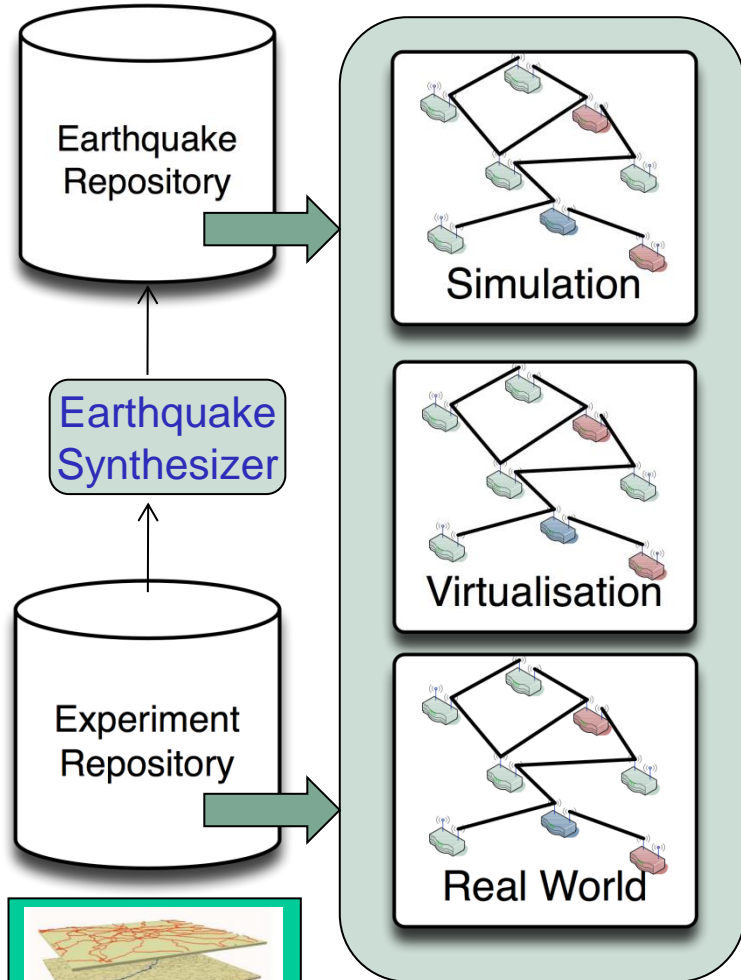 Earthquake
Repository
Simulation
Earthquake
Synthesizer
Virtualisation
Experiment
Repository
Real World